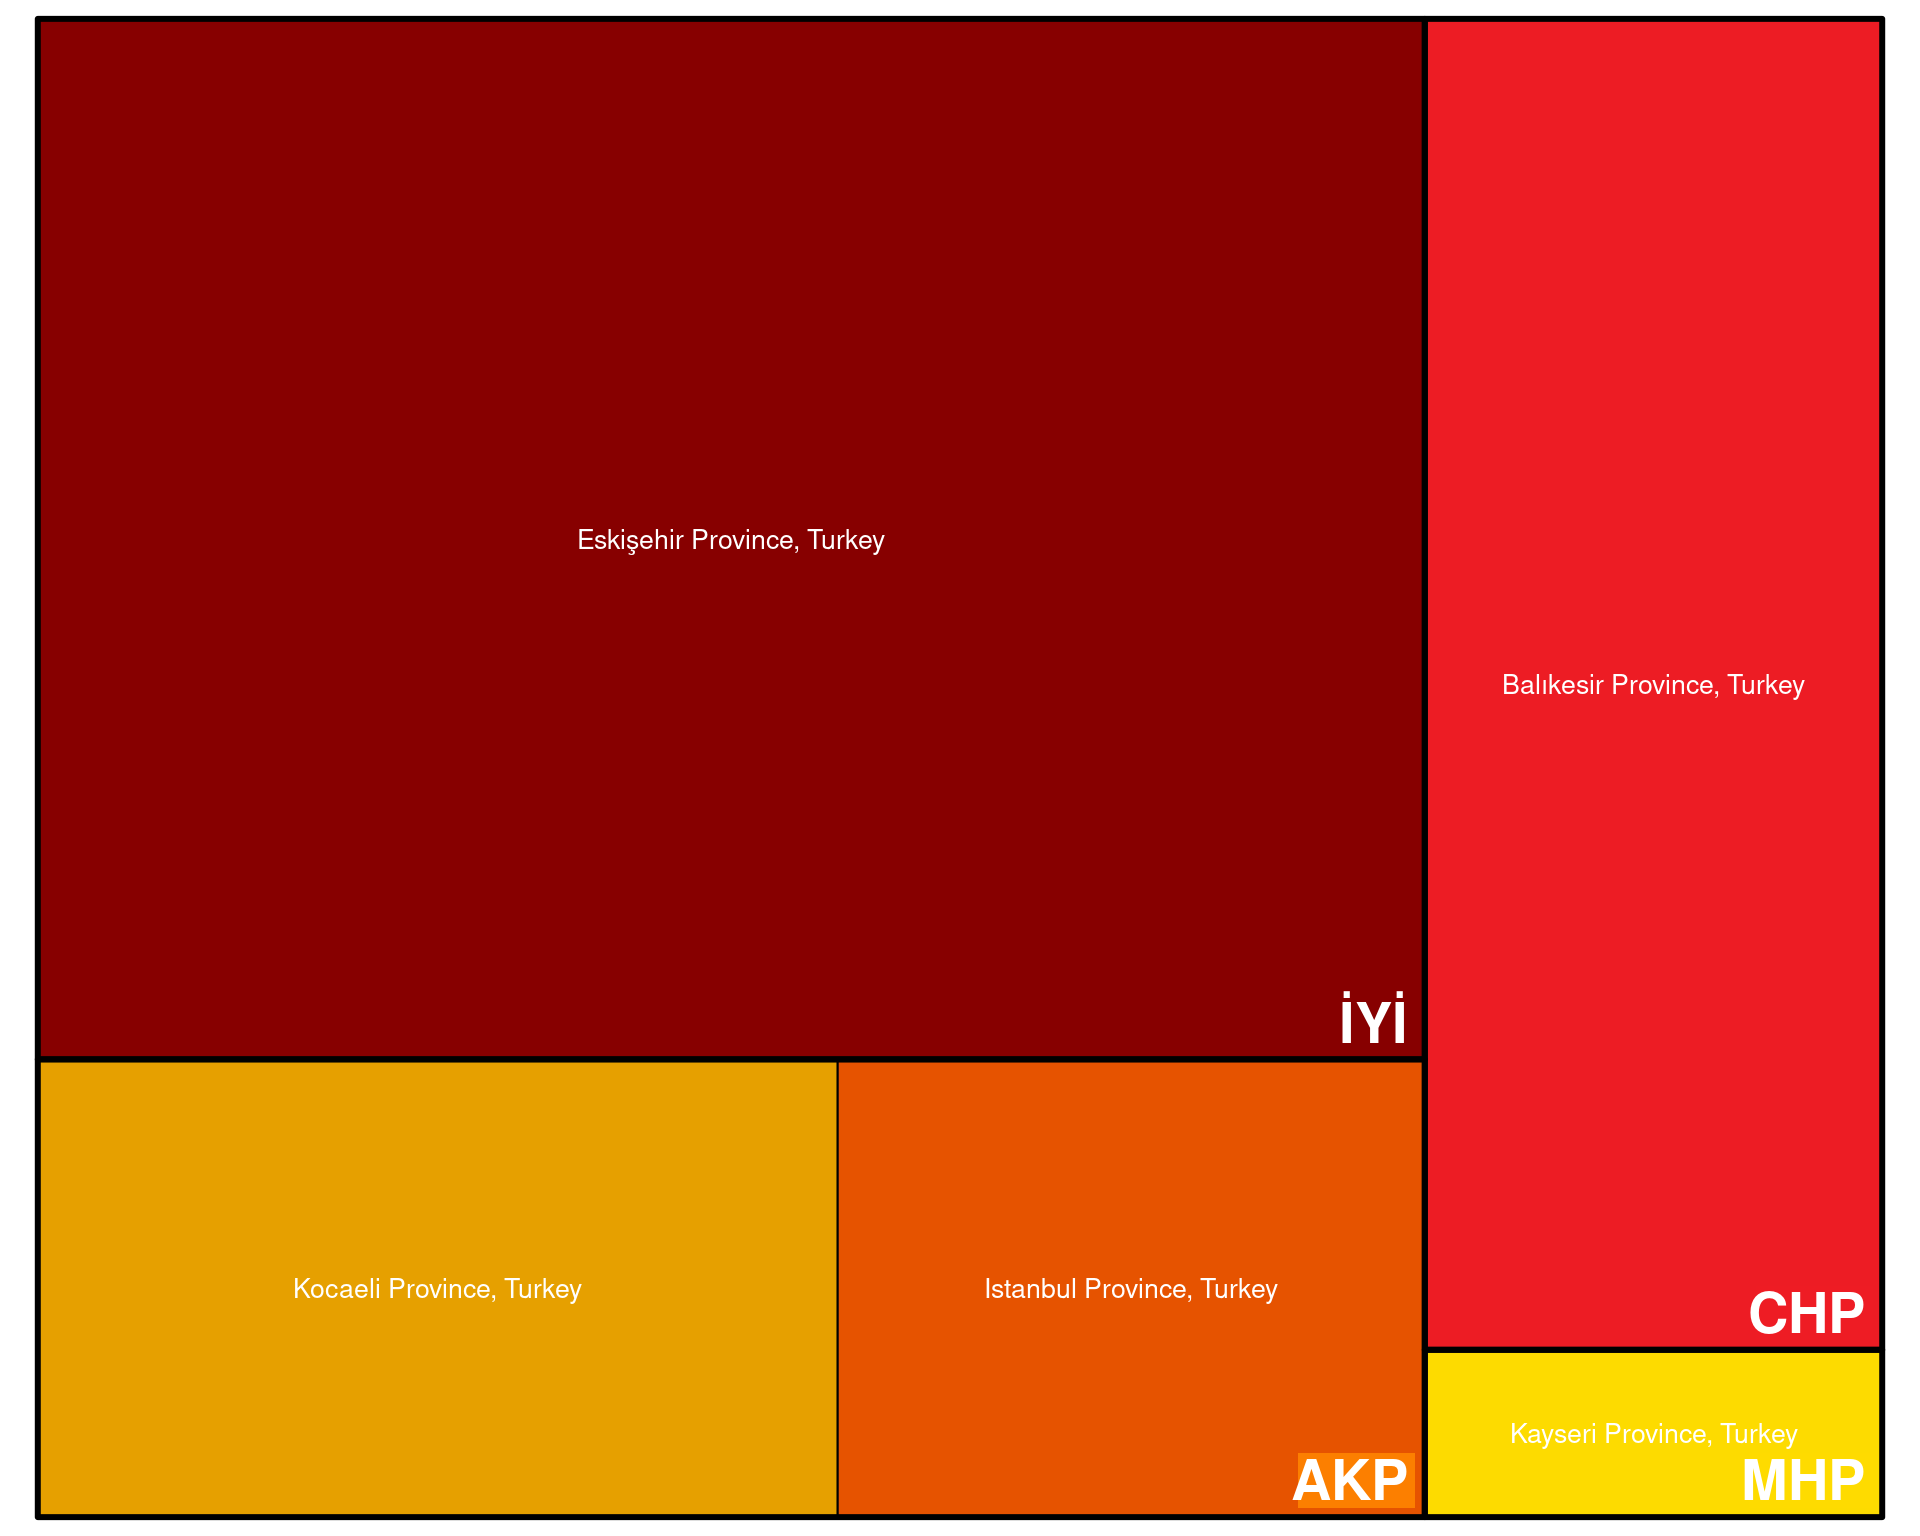 Eskişehir Province, Turkey
İYİ
Balıkesir Province, Turkey
CHP
Kocaeli Province, Turkey
Istanbul Province, Turkey
AKP
Kayseri Province, Turkey
MHP